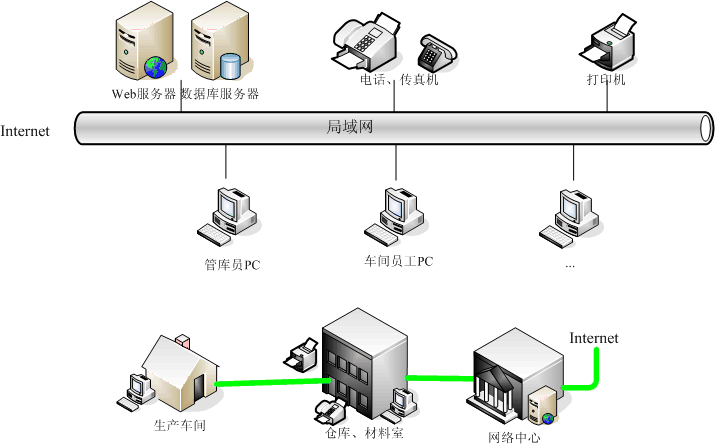 Web服务器 数据库服务器
电话、传真机
打印机
Internet
局域网
管库员PC
车间员工PC
...
Internet
生产车间
仓库、材料室
网络中心